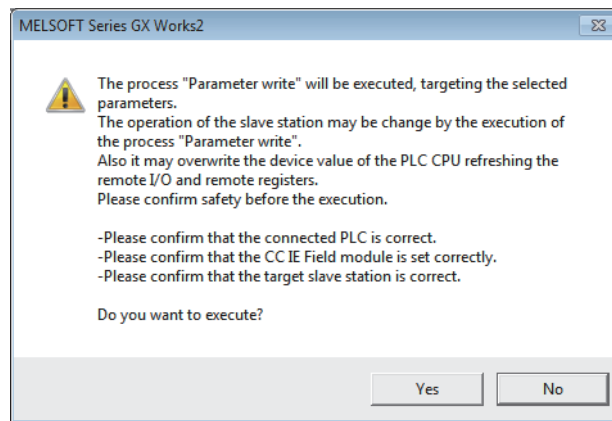 MELSOFT Series GX Works2
The process "Parameter write" will be executed, targeting the selected
parameters.
The operation of the slave station may be change by the execution of
the process "Parameter write".
Also it may overwrite the device value of the PLC CPU refreshing the
remote I/O and remote registers.
Please confirm safety before the execution.
-Please confirm that the connected PLC is correct.
-Please confirm that the CC IE Field module is set correctly.
-Please confirm that the target slave station is correct.
Do you want to execute?
Yes No